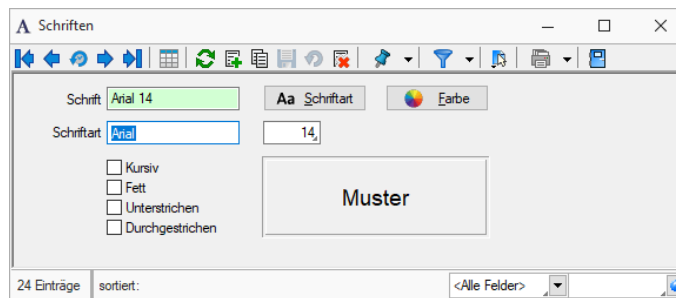 A Schriften
Schrift Arial 14 Aa Schriftart Farbe
Schriftart Arial 14
Kursiv
Fett
Unterstrichen
Durchgestrichen
Muster
24 Einträge sortiert: <Alle Felder>